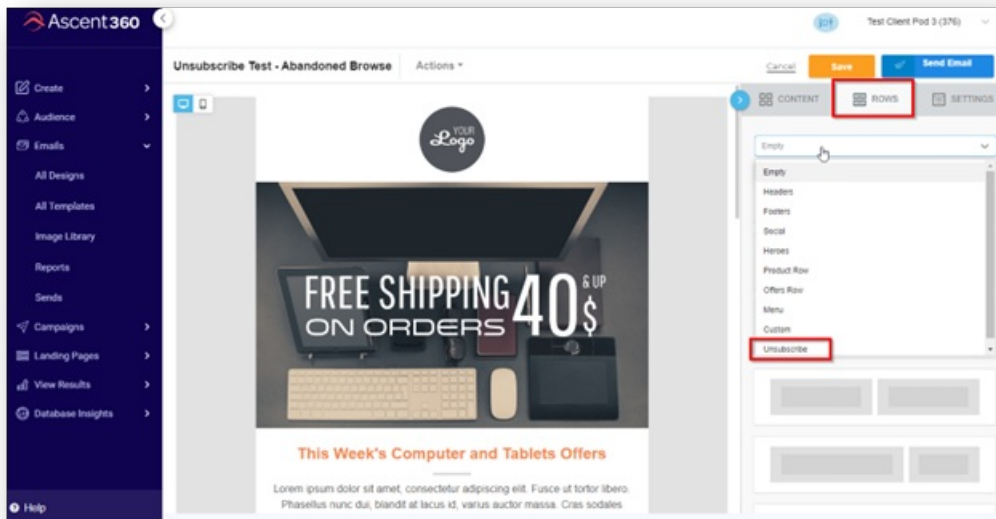 Ascent360
Test Client Pod 3 (376)
Unsubscribe Test - Abandoned Browse
Actions
Cancel
Save
Send Email
Create
Audience
Emails
All Designs
All Templates
Image Library
Reports
Sends
Campaigns
Landing Pages
View Results
Database Insights
Help
YOUR
Logo
FREE SHIPPING
ON ORDERS
40$
& UP
This Week's Computer and Tablets Offers
Lorem ipsum dolor sit amet, consectetur adipiscing elit. Fusce ut tortor libero.
Phasellus nunc dui, blandit at lacus id, varius auctor massa. Cras sodales
CONTENT
ROWS
SETTINGS
Empty
Empty
Headers
Footers
Social
Heroes
Product Row
Offers Row
Menu
Custom
Unsubscribe